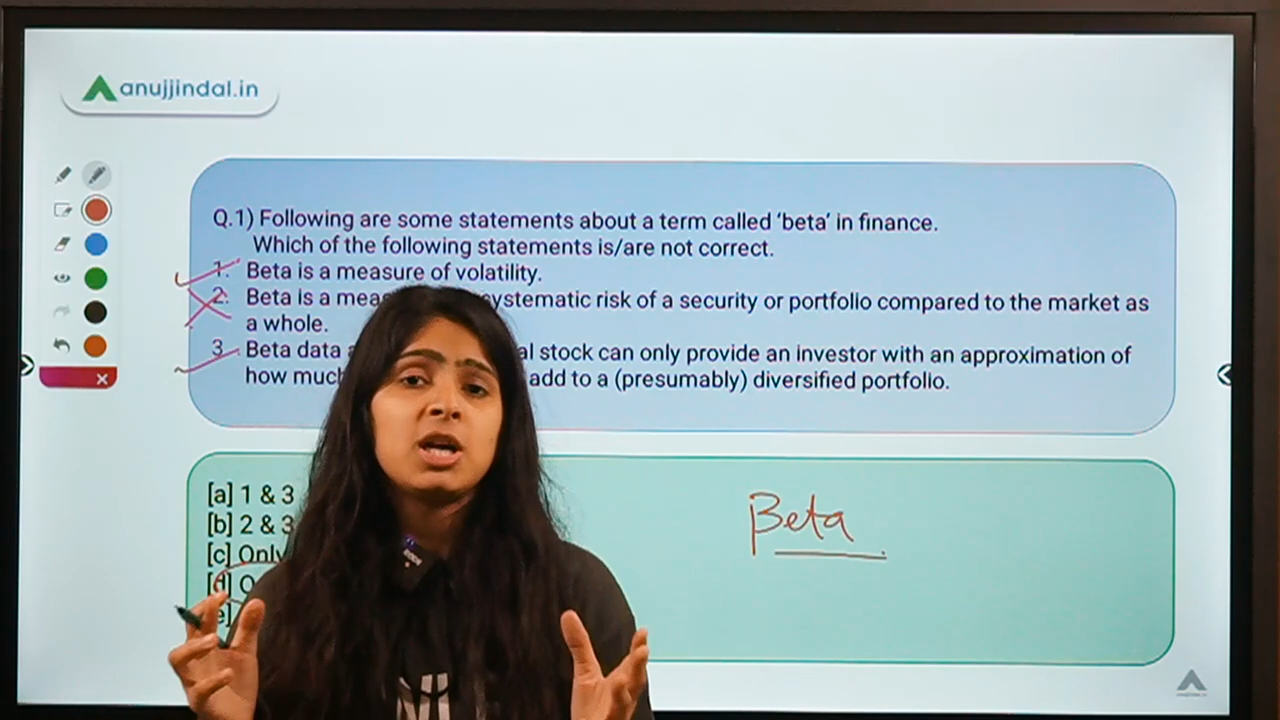 anujjindal.in
Q.1) Following are some statements about a term called ‘beta’ in finance.
Which of the following statements is/are not correct.
1. Beta is a measure of volatility.
2. Beta is a systematic risk of a security or portfolio compared to the market as
a whole.
3. Beta data stock can only provide an investor with an approximation of
how add to a (presumably) diversified portfolio.
[a] 1 & 3
[b] 2 & 3
[c] Only
[d]
e]
Beta